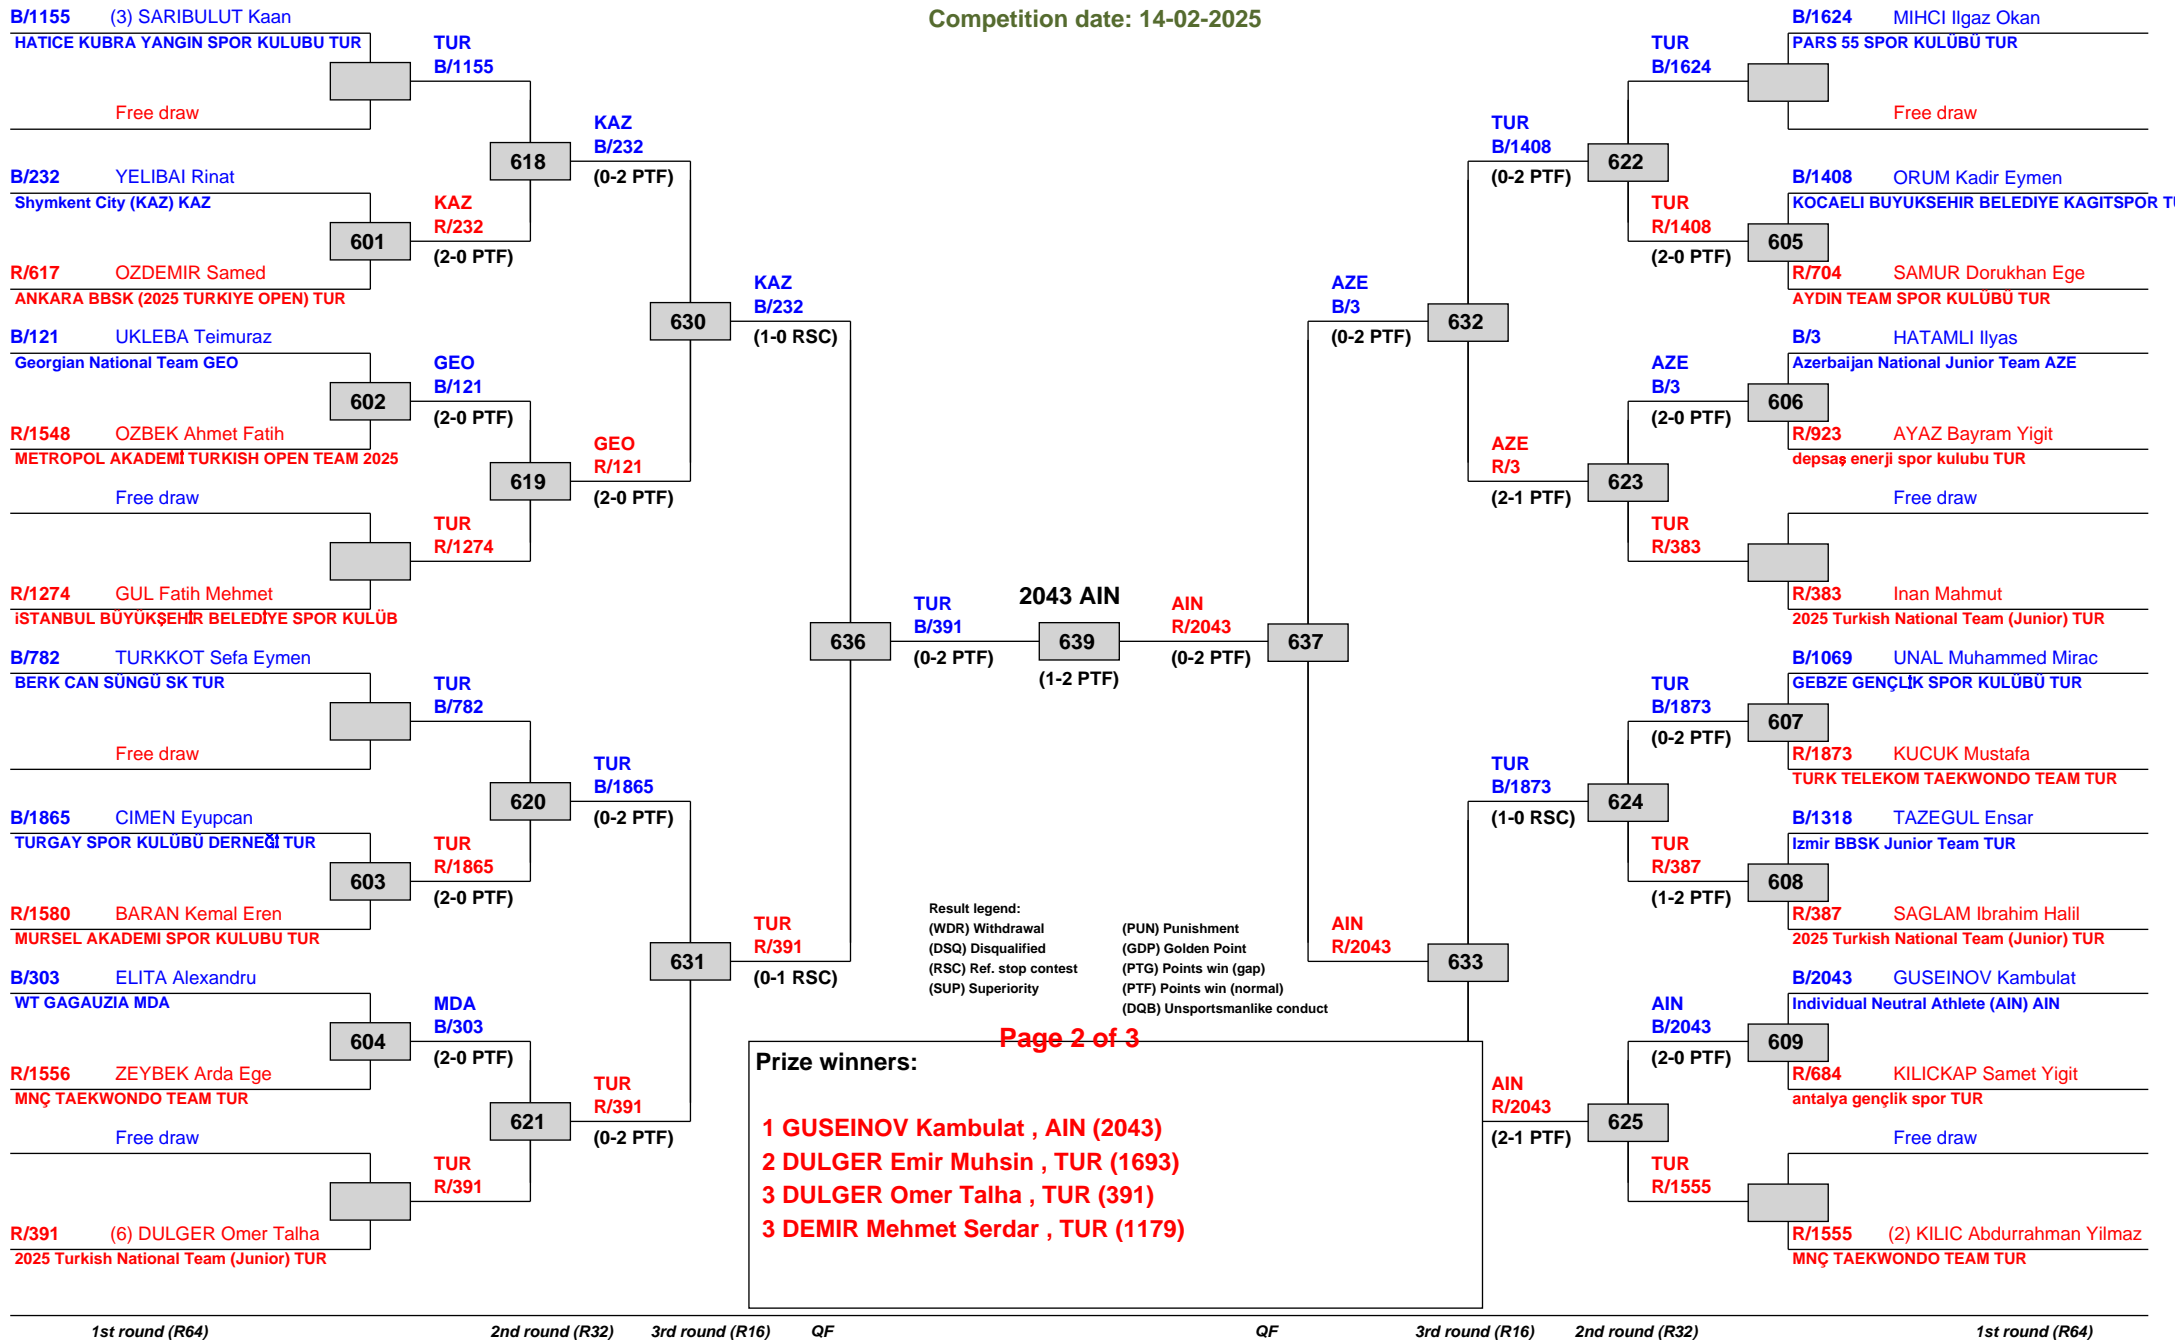 Competition date: 14-02-2025
B/1155 (3) SARIBULUT Kaan
HATICE KUBRA YANGIN SPOR KULUBU TUR
Free draw
B/232 YELIBAI Rinat
Shymkent City (KAZ) KAZ
601
R/617 OZDEMIR Samed
ANKARA BBSK (2025 TURKIYE OPEN) TUR
B/121 UKLEBA Teimuraz
Georgian National Team GEO
602
R/1548 OZBEK Ahmet Fatih
METROPOL AKADEMİ TURKISH OPEN TEAM 2025
Free draw
R/1274 GUL Fatih Mehmet
iSTANBUL BÜYÜKŞEHİR BELEDİYE SPOR KULÜB
B/782 TURKKOT Sefa Eymen
BERK CAN SÜNGÜ SK TUR
Free draw
B/1865 CIMEN Eyupcan
TURGAY SPOR KULÜBÜ DERNEĞİ TUR
603
R/1580 BARAN Kemal Eren
MURSEL AKADEMI SPOR KULUBU TUR
B/303 ELITA Alexandru
WT GAGAUZIA MDA
604
R/1556 ZEYBEK Arda Ege
MNÇ TAEKWONDO TEAM TUR
Free draw
R/391 (6) DULGER Omer Talha
2025 Turkish National Team (Junior) TUR
TUR
B/1155
618
KAZ
R/232
(2-0 PTF)
GEO
B/121
(2-0 PTF)
619
TUR
R/1274
TUR
B/782
620
TUR
R/1865
(2-0 PTF)
MDA
B/303
(2-0 PTF)
621
TUR
R/391
KAZ
B/232
(0-2 PTF)
630
GEO
R/121
(2-0 PTF)
TUR
B/1865
(0-2 PTF)
631
TUR
R/391
(0-2 PTF)
KAZ
B/232
(1-0 RSC)
636
TUR
R/391
(0-1 RSC)
TUR
B/391
(0-2 PTF)
2043 AIN
639
(1-2 PTF)
AIN
R/2043
(0-2 PTF)
637
AZE
B/3
(0-2 PTF)
AIN
R/2043
632
633
TUR
B/1408
(0-2 PTF)
AZE
R/3
(2-1 PTF)
TUR
B/1873
(1-0 RSC)
AIN
R/2043
(2-1 PTF)
622
623
624
625
TUR
B/1624
TUR
R/1408
(2-0 PTF)
AZE
B/3
(2-0 PTF)
TUR
R/383
TUR
B/1873
(0-2 PTF)
TUR
R/387
(1-2 PTF)
AIN
B/2043
(2-0 PTF)
TUR
R/1555
B/1624 MIHCI Ilgaz Okan
PARS 55 SPOR KULÜBÜ TUR
Free draw
B/1408 ORUM Kadir Eymen
KOCAELI BUYUKSEHIR BELEDIYE KAGITSPOR TU
605
R/704 SAMUR Dorukhan Ege
AYDIN TEAM SPOR KULÜBÜ TUR
B/3 HATAMLI Ilyas
Azerbaijan National Junior Team AZE
606
R/923 AYAZ Bayram Yigit
depsaş enerji spor kulubu TUR
Free draw
R/383 Inan Mahmut
2025 Turkish National Team (Junior) TUR
B/1069 UNAL Muhammed Mirac
GEBZE GENÇLİK SPOR KULÜBÜ TUR
607
R/1873 KUCUK Mustafa
TURK TELEKOM TAEKWONDO TEAM TUR
B/1318 TAZEGUL Ensar
Izmir BBSK Junior Team TUR
608
R/387 SAGLAM Ibrahim Halil
2025 Turkish National Team (Junior) TUR
B/2043 GUSEINOV Kambulat
Individual Neutral Athlete (AIN) AIN
609
R/684 KILICKAP Samet Yigit
antalya gençlik spor TUR
Free draw
R/1555 (2) KILIC Abdurrahman Yilmaz
MNÇ TAEKWONDO TEAM TUR
Result legend:
(WDR) Withdrawal (PUN) Punishment
(DSQ) Disqualified (GDP) Golden Point
(RSC) Ref. stop contest (PTG) Points win (gap)
(SUP) Superiority (PTF) Points win (normal)
(DQB) Unsportsmanlike conduct
Page 2 of 3
Prize winners:
1 GUSEINOV Kambulat , AIN (2043)
2 DULGER Emir Muhsin , TUR (1693)
3 DULGER Omer Talha , TUR (391)
3 DEMIR Mehmet Serdar , TUR (1179)
1st round (R64) 2nd round (R32) 3rd round (R16) QF QF 3rd round (R16) 2nd round (R32) 1st round (R64)